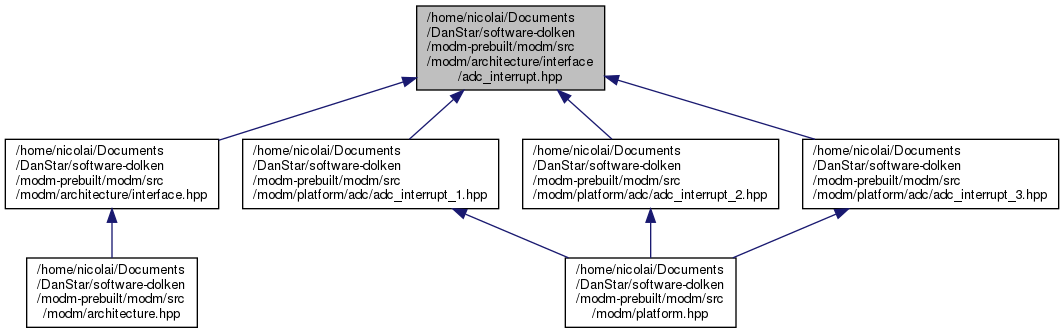 /home/nicolai/Documents
/DanStar/software-dolken
/modm-prebuilt/modm/src
/modm/architecture/interface
/adc_interrupt.hpp
/home/nicolai/Documents
/DanStar/software-dolken
/modm-prebuilt/modm/src
/modm/architecture/interface.hpp
/home/nicolai/Documents
/DanStar/software-dolken
/modm-prebuilt/modm/src
/modm/platform/adc/adc_interrupt_1.hpp
/home/nicolai/Documents
/DanStar/software-dolken
/modm-prebuilt/modm/src
/modm/platform/adc/adc_interrupt_2.hpp
/home/nicolai/Documents
/DanStar/software-dolken
/modm-prebuilt/modm/src
/modm/platform/adc/adc_interrupt_3.hpp
/home/nicolai/Documents
/DanStar/software-dolken
/modm-prebuilt/modm/src
/modm/architecture.hpp
/home/nicolai/Documents
/DanStar/software-dolken
/modm-prebuilt/modm/src
/modm/platform.hpp